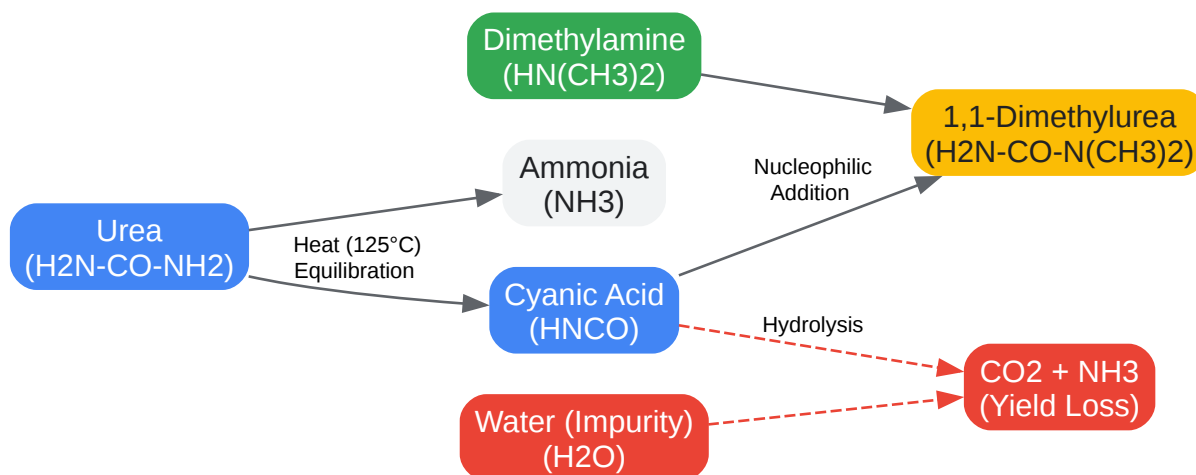 Dimethylamine
(HN(CH3)2)
1,1-Dimethylurea
(H2N-CO-N(CH3)2)
Ammonia
(NH3)
Nucleophilic
Addition
Urea
(H2N-CO-NH2)
Heat (125°C)
Equilibration
Cyanic Acid
(HNCO)
Hydrolysis
CO2 + NH3
(Yield Loss)
Water (Impurity)
(H2O)